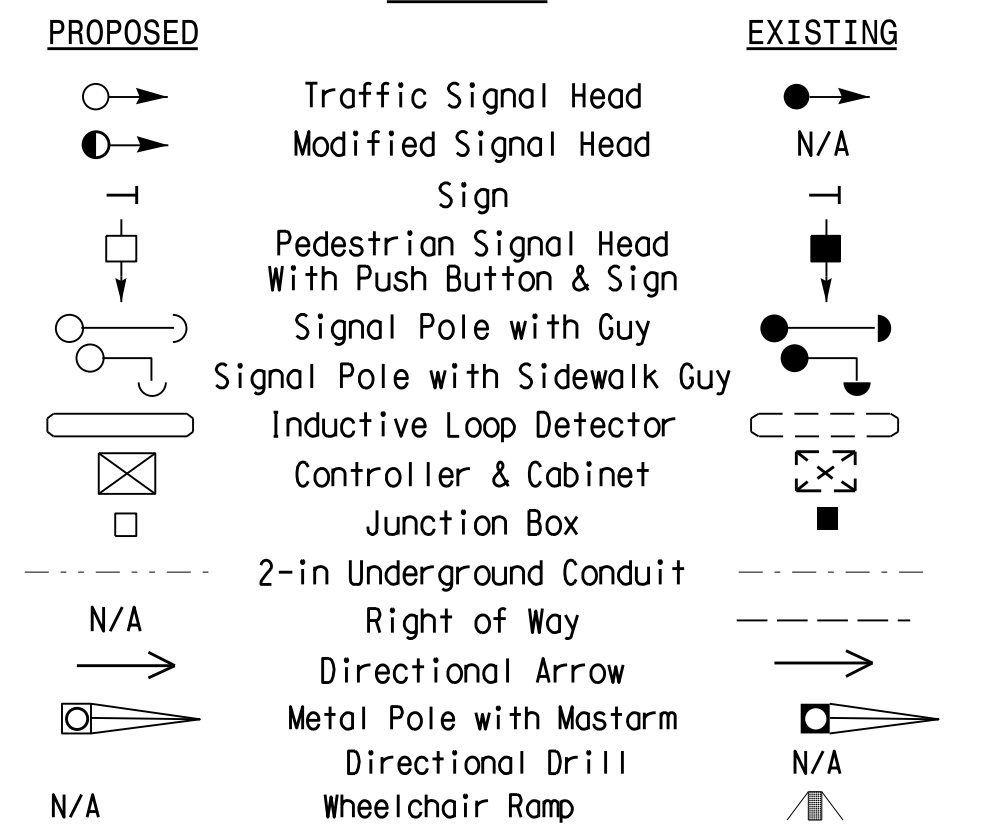 PROPOSED EXISTING
Traffic Signal Head
Modified Signal Head N/A
Sign
Pedestrian Signal Head
With Push Button & Sign
Signal Pole with Guy
Signal Pole with Sidewalk Guy
Inductive Loop Detector
Controller & Cabinet
Junction Box
2-in Underground Conduit
N/A Right of Way
Directional Arrow
Metal Pole with Mastarm
Directional Drill N/A
N/A Wheelchair Ramp